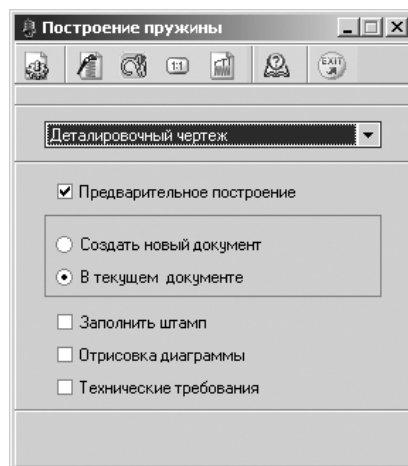 Построение пружины
1:1
EXIT
Деталировочный чертеж
Предварительное построение
Создать новый документ
В текущем документе
Заполнить штамп
Отрисовка диаграммы
Технические требования